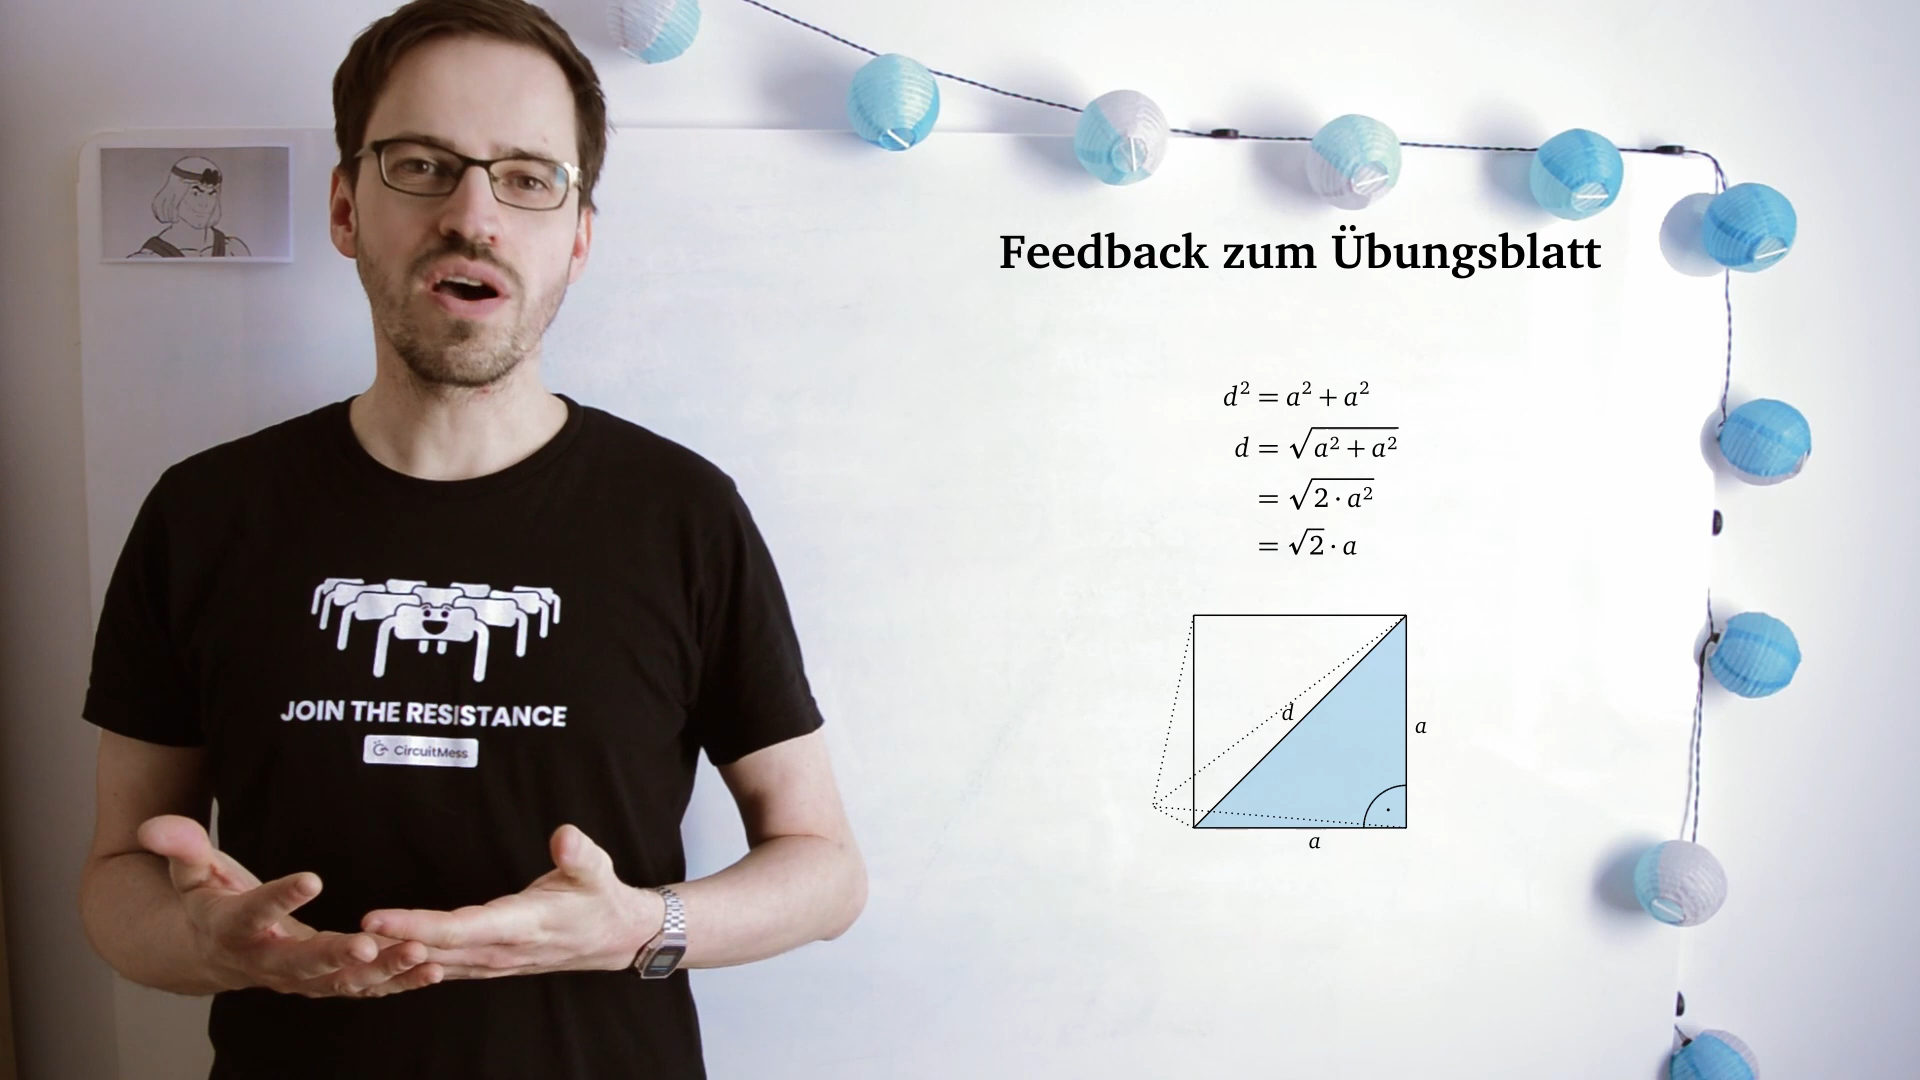 Feedback zum Übungsblatt
d² = a² + a²
d = √(a² + a²)
= √(2 · a²)
= √2 · a
d
a
a
JOIN THE RESISTANCE
CircuitMess